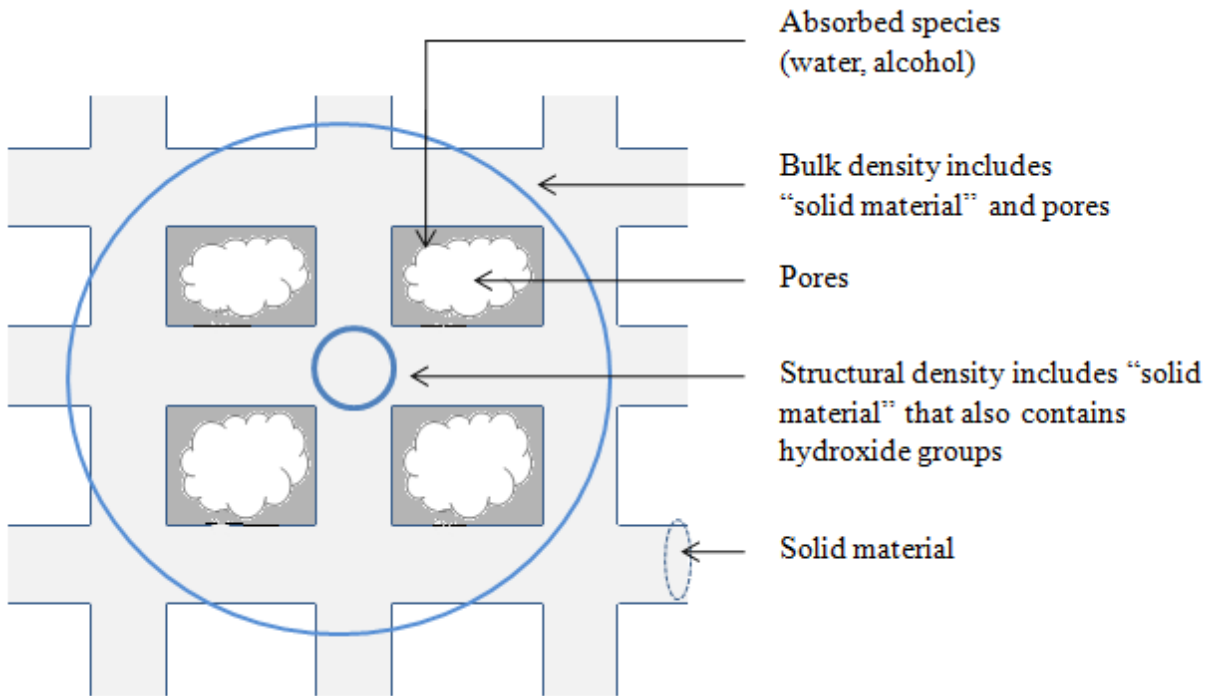 Absorbed species
(water, alcohol)
Bulk density includes
“solid material” and pores
Pores
Structural density includes “solid
material” that also contains
hydroxide groups
Solid material